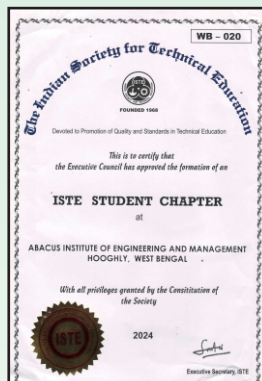 WB – 020
The Indian Society for Technical Education
ISTE
FOUNDED 1968
Devoted to Promotion of Quality and Standards in Technical Education
This is to certify that
the Executive Council has approved the formation of an
ISTE STUDENT CHAPTER
at
ABACUS INSTITUTE OF ENGINEERING AND MANAGEMENT
HOOGHLY, WEST BENGAL
With all privileges granted by the Constitution of
the Society
ISTE
2024
Executive Secretary, ISTE